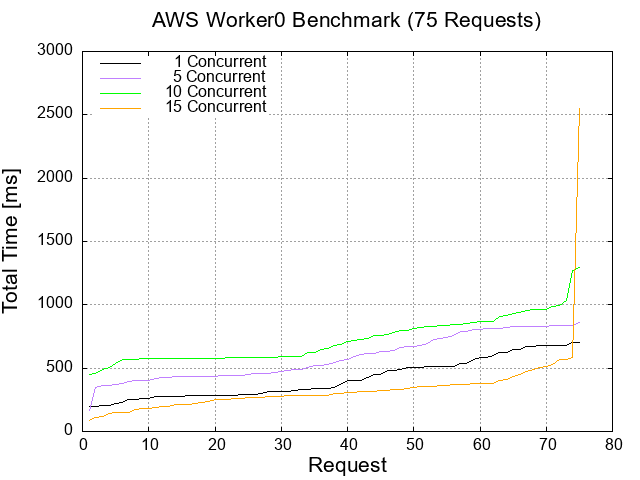 AWS Worker0 Benchmark (75 Requests)
3000
2500
2000
1500
1000
500
0
Total Time [ms]
1 Concurrent
5 Concurrent
10 Concurrent
15 Concurrent
0 10 20 30 40 50 60 70 80
Request